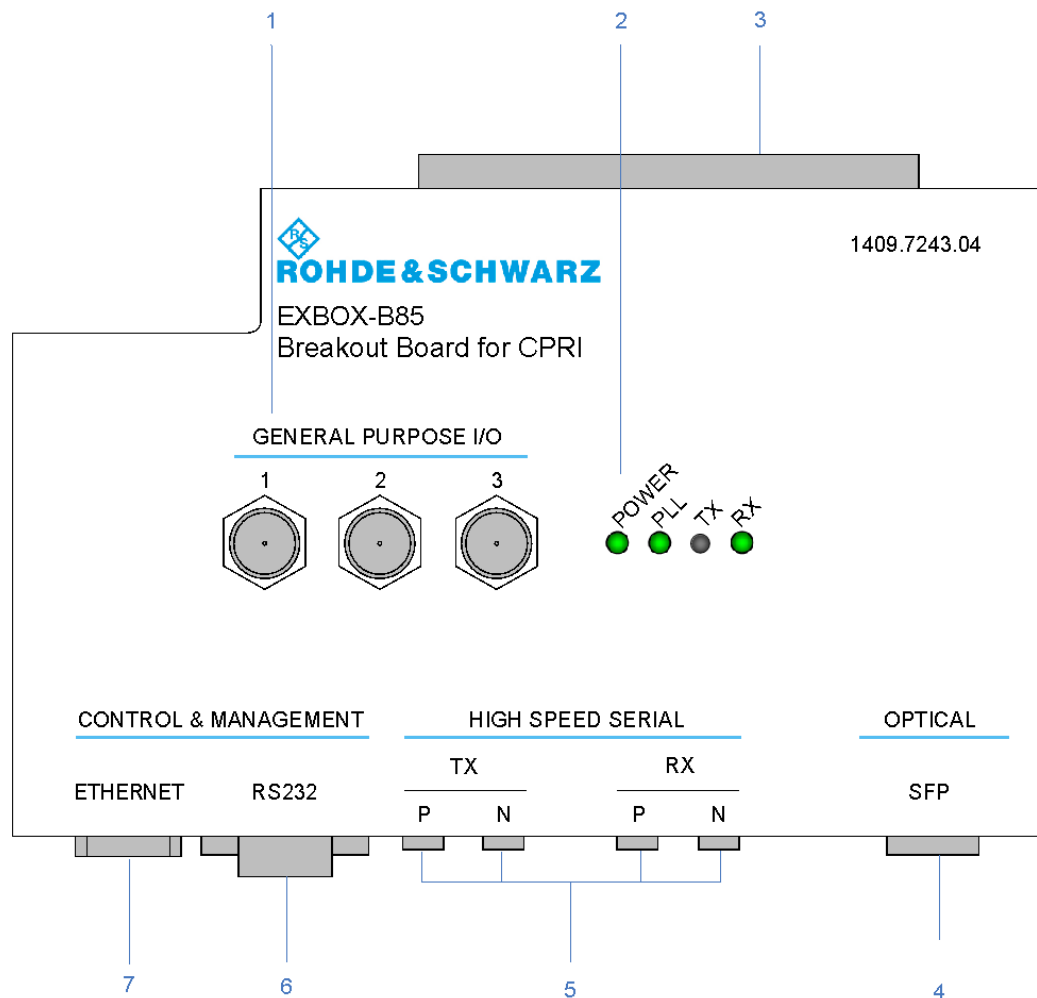 1 2 3
1409.7243.04
R S
ROHDE&SCHWARZ
EXBOX-B85
Breakout Board for CPRI
GENERAL PURPOSE I/O
1 2 3
POWER PLL TX RX
CONTROL & MANAGEMENT HIGH SPEED SERIAL OPTICAL
TX RX
ETHERNET RS232 SFP
P N P N
7 6 5 4